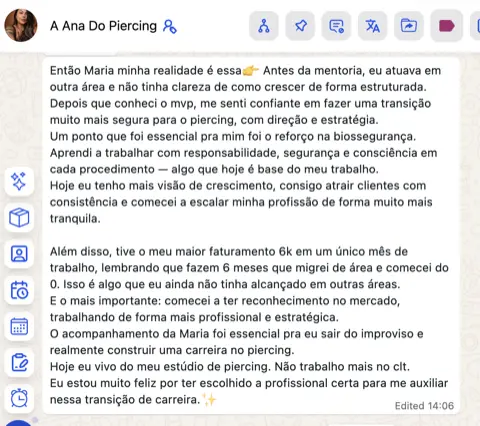 A Ana Do Piercing
Então Maria minha realidade é essa👉 Antes da mentoria, eu atuava em
outra área e não tinha clareza de como crescer de forma estruturada.
Depois que conheci o mvp, me senti confiante em fazer uma transição
muito mais segura para o piercing, com direção e estratégia.
Um ponto que foi essencial pra mim foi o reforço na biossegurança.
Aprendi a trabalhar com responsabilidade, segurança e consciência em
cada procedimento — algo que hoje é base do meu trabalho.
Hoje eu tenho mais visão de crescimento, consigo atrair clientes com
consistência e comecei a escalar minha profissão de forma muito mais
tranquila.
Além disso, tive o meu maior faturamento 6k em um único mês de
trabalho, lembrando que fazem 6 meses que migrei de área e comecei do
0. Isso é algo que eu ainda não tinha alcançado em outras áreas.
E o mais importante: comecei a ter reconhecimento no mercado,
trabalhando de forma mais profissional e estratégica.
O acompanhamento da Maria foi essencial pra eu sair do improviso e
realmente construir uma carreira no piercing.
Hoje eu vivo do meu estúdio de piercing. Não trabalho mais no clt.
Eu estou muito feliz por ter escolhido a profissional certa para me auxiliar
nessa transição de carreira.✨
Edited 14:06